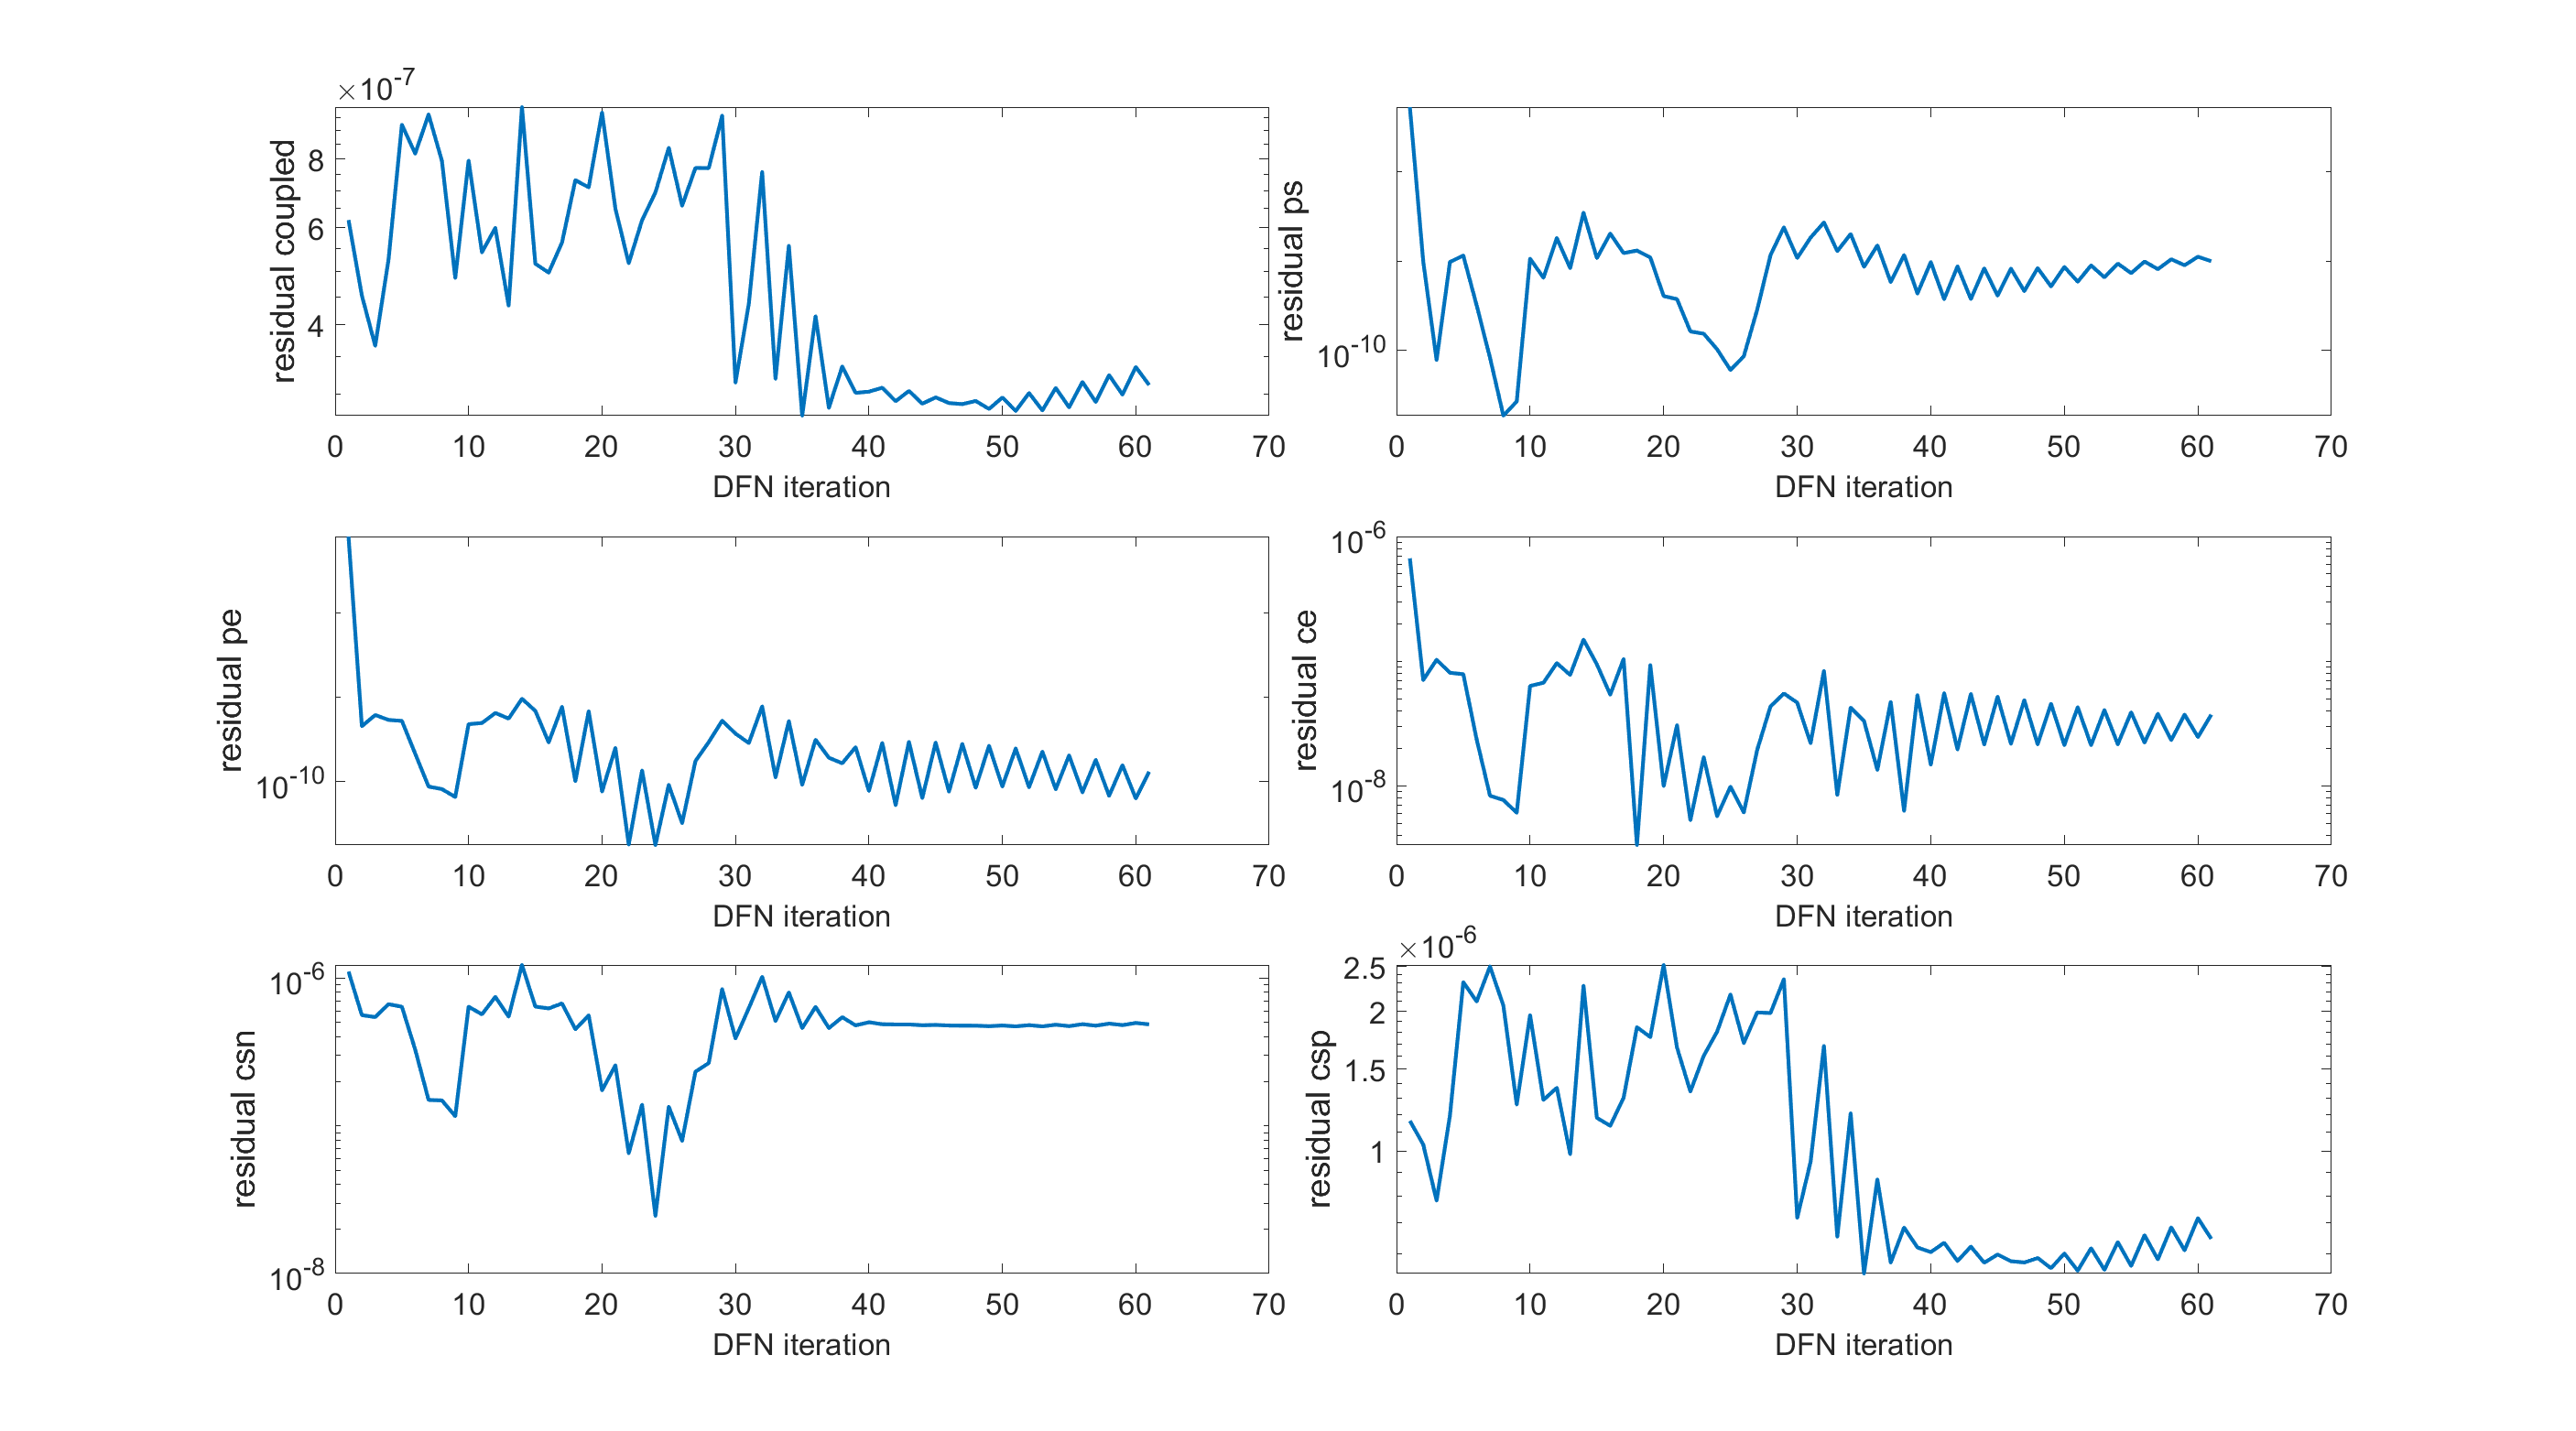 ×10-7
residual coupled
8
6
4
0 10 20 30 40 50 60 70
DFN iteration
residual ps
10-10
0 10 20 30 40 50 60 70
DFN iteration
residual pe
10-10
0 10 20 30 40 50 60 70
DFN iteration
residual ce
10-6
10-8
0 10 20 30 40 50 60 70
DFN iteration
residual csn
10-6
10-8
0 10 20 30 40 50 60 70
DFN iteration
×10-6
residual csp
2.5
2
1.5
1
0 10 20 30 40 50 60 70
DFN iteration